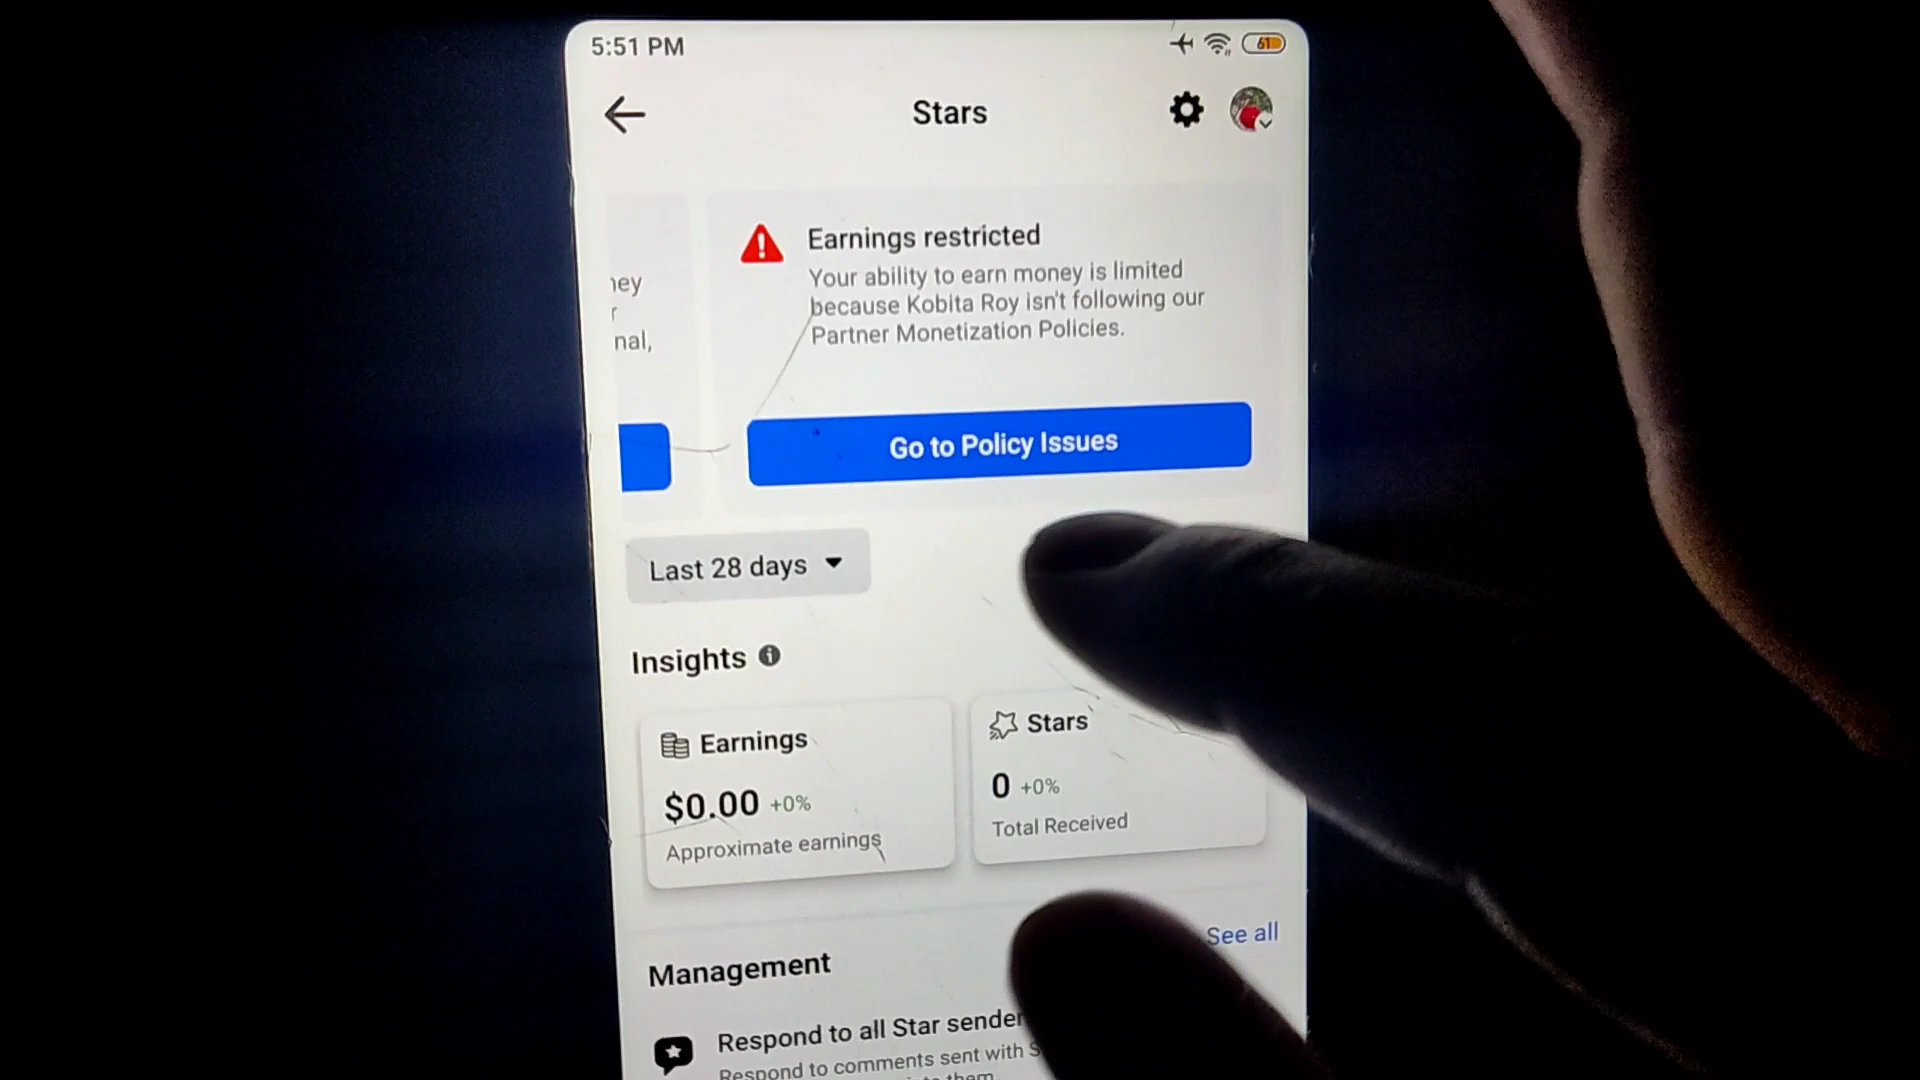 5:51 PM
61
Stars
nal,
Earnings restricted
Your ability to earn money is limited
because Kobita Roy isn't following our
Partner Monetization Policies.
Go to Policy Issues
Last 28 days
Insights
Earnings
$0.00 +0%
Approximate earnings
Stars
0 +0%
Total Received
Management
See all
Respond to all Star sender
Respond to comments sent with S
them